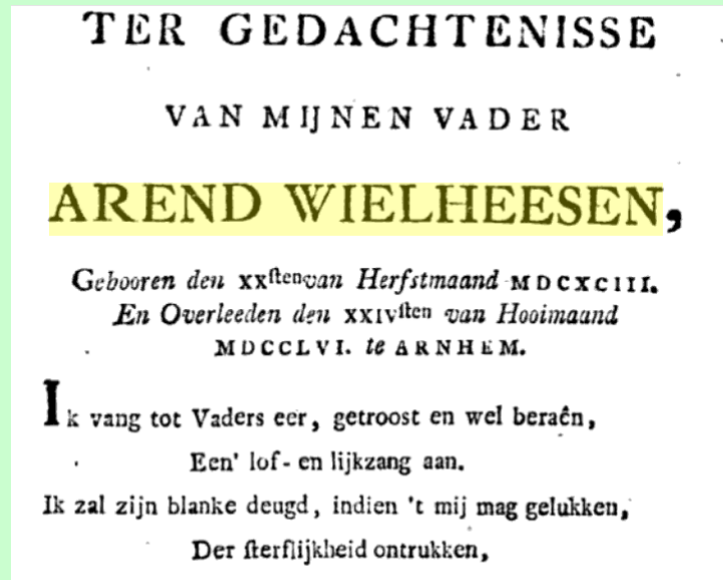 TER GEDACHTENISSE
VAN MIJNEN VADER
AREND WIELHEESEN,
Gebooren den XXſten van Herfstmaand MDCXCIII.
En Overleeden den XXIVſten van Hooimaand
MDCCLVI. te ARNHEM.
Ik vang tot Vaders eer, getroost en wel beraên,
Een' lof- en lijkzang aan.
Ik zal zijn blanke deugd, indien 't mij mag gelukken,
Der ſterflijkheid ontrukken,